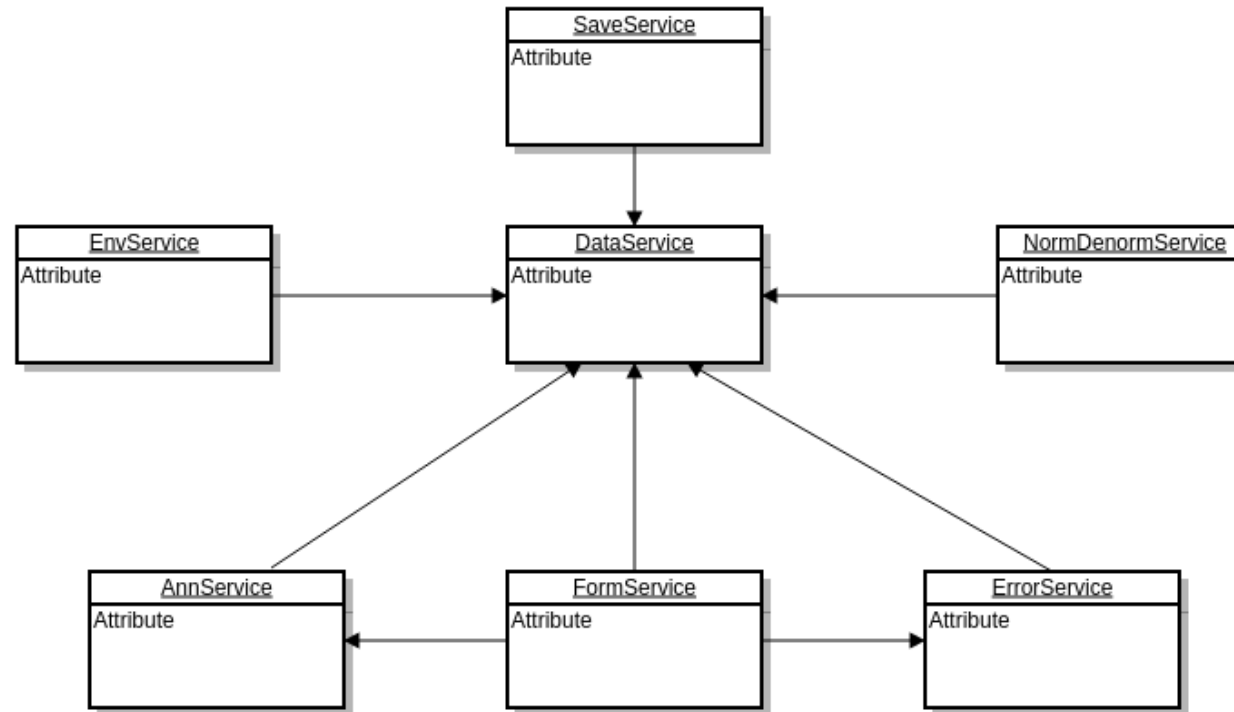 SaveService
Attribute
EnvService
Attribute
DataService
Attribute
NormDenormService
Attribute
AnnService
Attribute
FormService
Attribute
ErrorService
Attribute